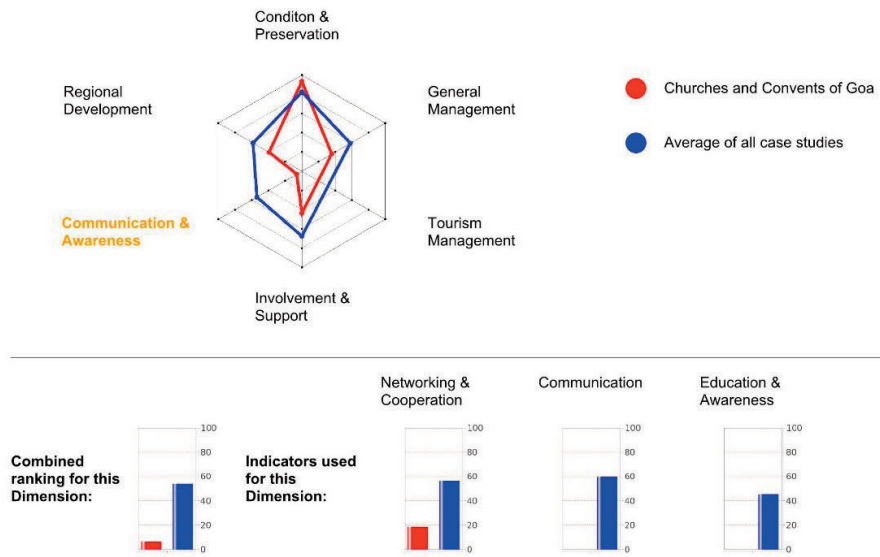 Conditon &
Preservation
Regional
Development
General
Management
Churches and Convents of Goa
Average of all case studies
Communication &
Awareness
Tourism
Management
Involvement &
Support
Networking &
Cooperation
Communication
Education &
Awareness
Combined
ranking for this
Dimension:
100
80
60
40
20
0
Indicators used
for this
Dimension:
100
80
60
40
20
0
100
80
60
40
20
0
100
80
60
40
20
0